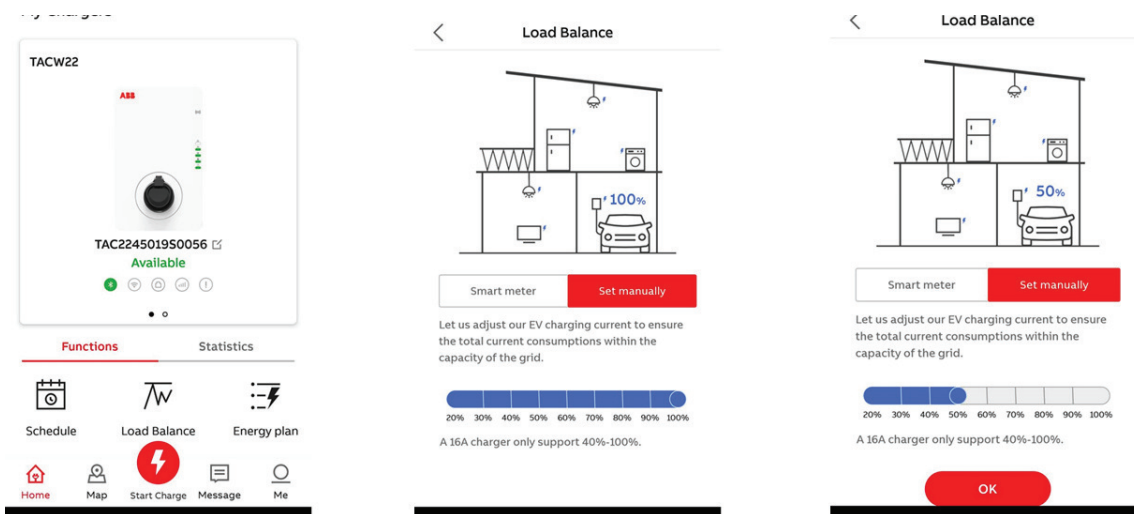 My Chargers
TACW22
ABB
TAC2245019S0056
Available
Functions
Statistics
Schedule
Load Balance
Energy plan
Home
Map
Start Charge
Message
Me
Load Balance
100%
Smart meter
Set manually
Let us adjust our EV charging current to ensure
the total current consumptions within the
capacity of the grid.
20% 30% 40% 50% 60% 70% 80% 90% 100%
A 16A charger only support 40%-100%.
Load Balance
50%
Smart meter
Set manually
Let us adjust our EV charging current to ensure
the total current consumptions within the
capacity of the grid.
20% 30% 40% 50% 60% 70% 80% 90% 100%
A 16A charger only support 40%-100%.
OK